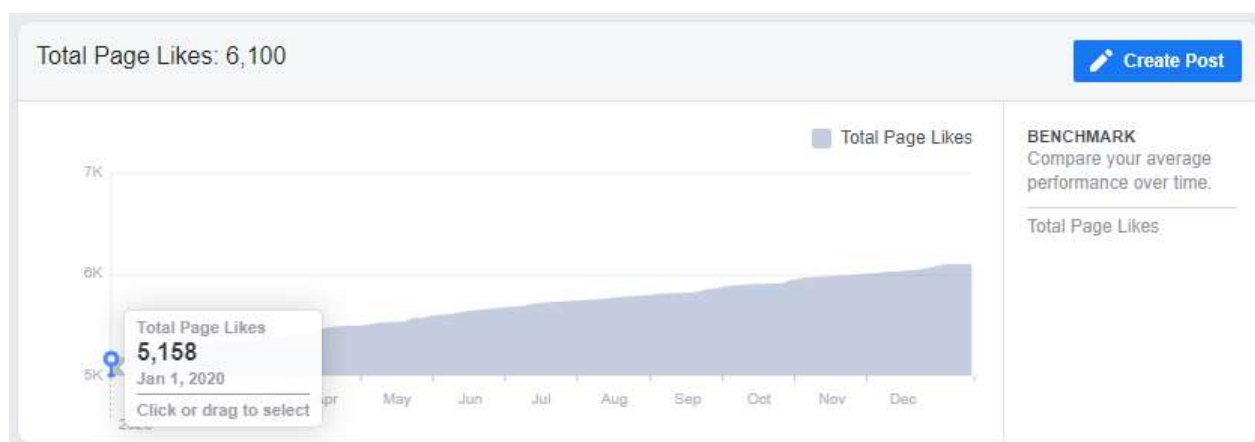 Total Page Likes: 6,100
Create Post
Total Page Likes
BENCHMARK
Compare your average
performance over time.
Total Page Likes
7K
6K
5K
Total Page Likes
5,158
Jan 1, 2020
Click or drag to select
May Jun Jul Aug Sep Oct Nov Dec